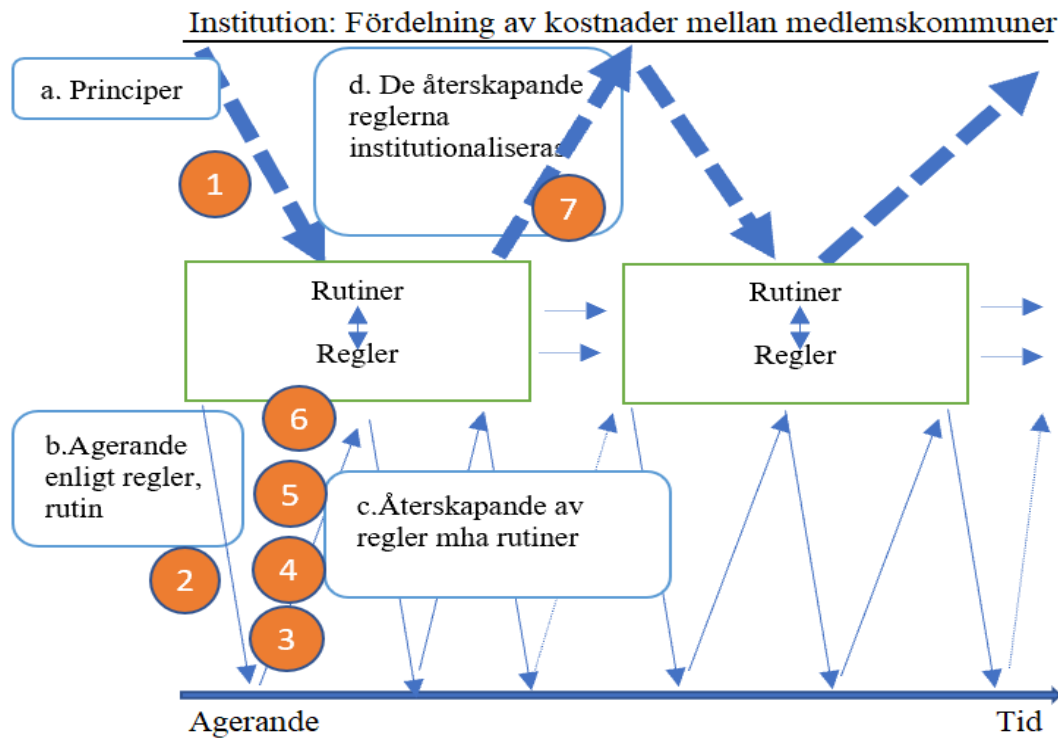 Institution: Fördelning av kostnader mellan medlemskommuner
a. Principer
d. De återskapande
reglerna
institutionaliseras
1
7
Rutiner
Regler
Rutiner
Regler
6
b.Agerande
enligt regler,
rutin
5
c.Återskapande av
regler mha rutiner
4
2
3
Agerande
Tid